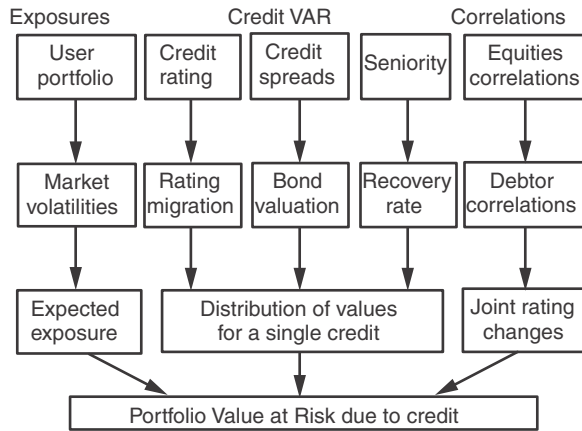 Exposures
Credit VAR
Correlations
User
portfolio
Credit
rating
Credit
spreads
Seniority
Equities
correlations
Market
volatilities
Rating
migration
Bond
valuation
Recovery
rate
Debtor
correlations
Expected
exposure
Distribution of values
for a single credit
Joint rating
changes
Portfolio Value at Risk due to credit